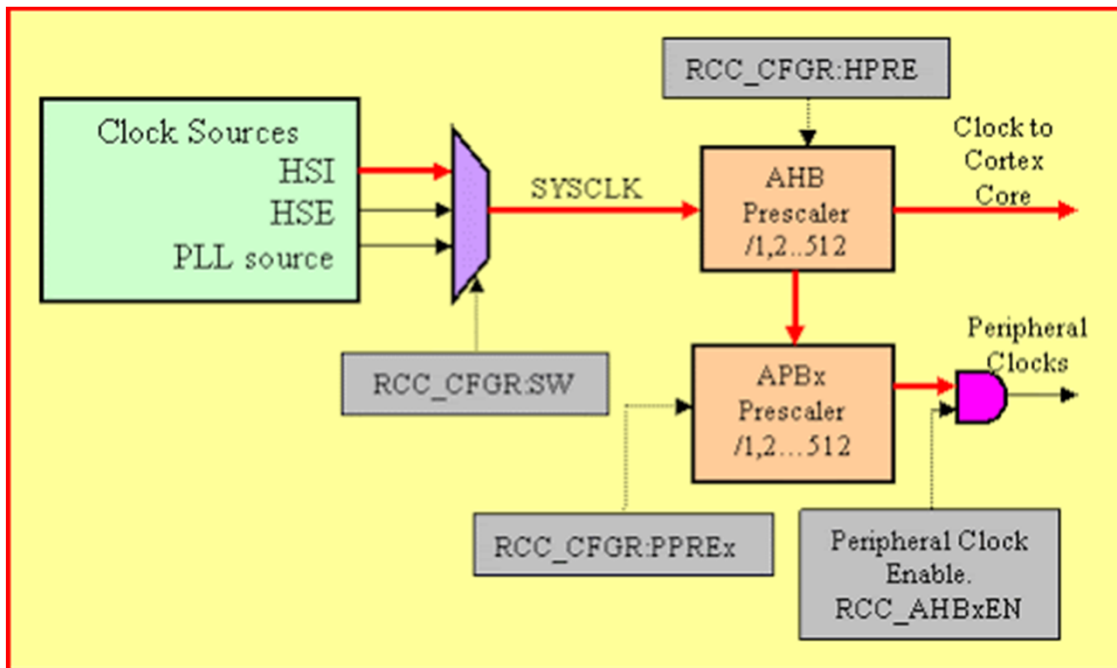 RCC_CFGR:HPRE
Clock Sources
HSI
HSE
PLL source
SYSCLK
AHB
Prescaler
/1,2..512
Clock to
Cortex
Core
RCC_CFGR:SW
APBx
Prescaler
/1,2...512
Peripheral
Clocks
RCC_CFGR:PPREx
Peripheral Clock
Enable.
RCC_AHBxEN